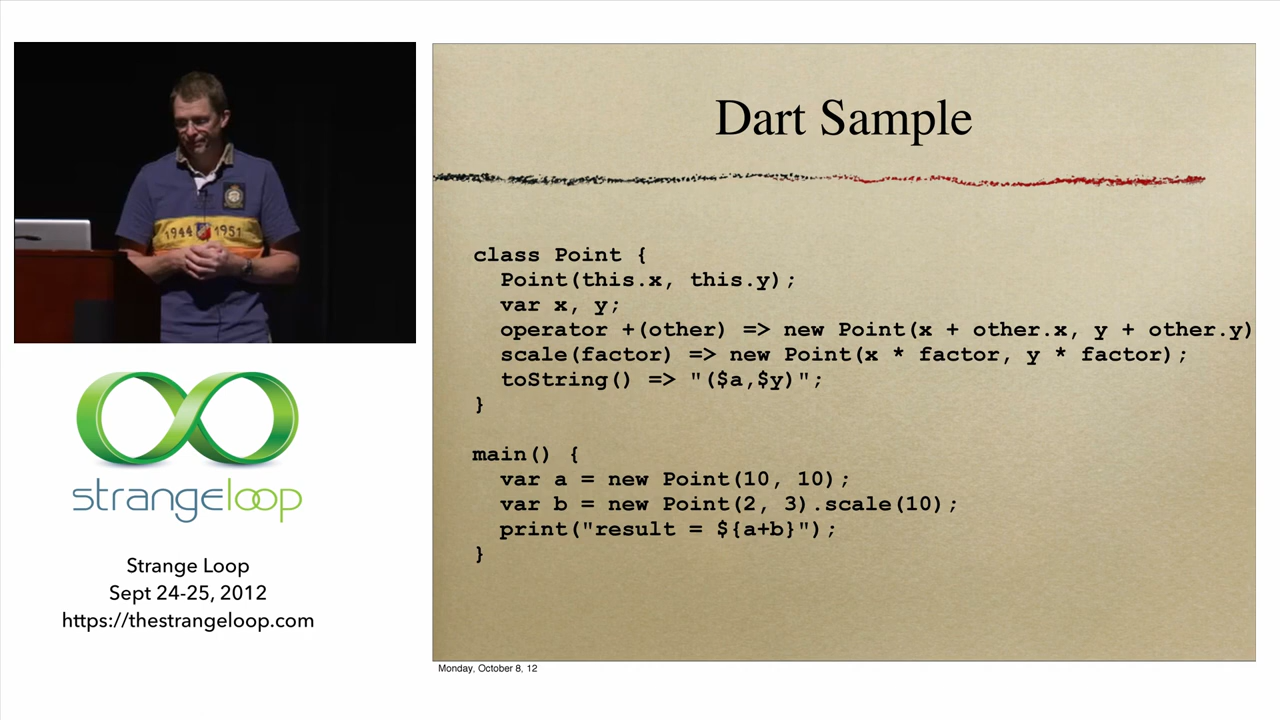 1944 1951
strangeloop
Strange Loop
Sept 24-25, 2012
https://thestrangeloop.com
Dart Sample
class Point {
Point(this.x, this.y);
var x, y;
operator +(other) => new Point(x + other.x, y + other.y)
scale(factor) => new Point(x * factor, y * factor);
toString() => "($a,$y)";
}
main() {
var a = new Point(10, 10);
var b = new Point(2, 3).scale(10);
print("result = ${a+b}");
}
Monday, October 8, 12